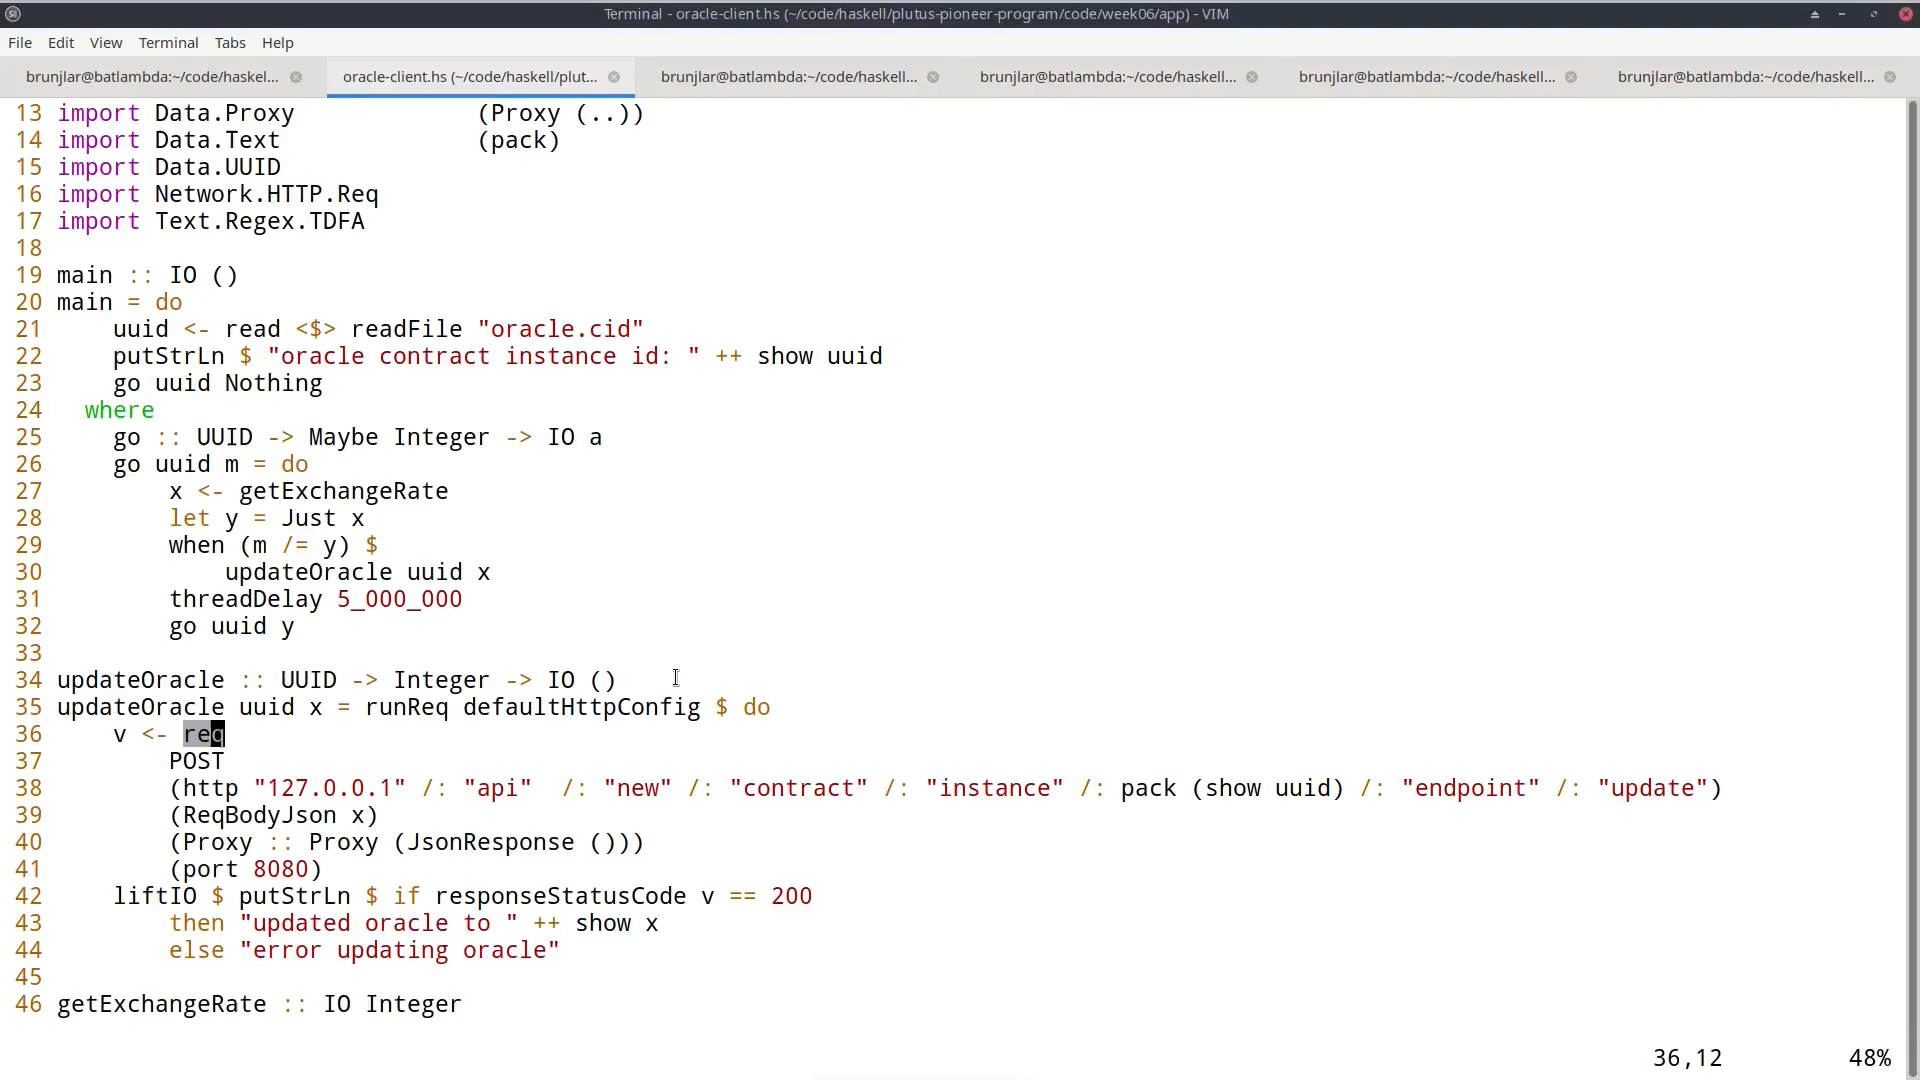 Terminal - oracle-client.hs (~/code/haskell/plutus-pioneer-program/code/week06/app) - VIM
File Edit View Terminal Tabs Help
brunjlar@batlambda:~/code/haskel... oracle-client.hs (~/code/haskell/plut... brunjlar@batlambda:~/code/haskell... brunjlar@batlambda:~/code/haskell... brunjlar@batlambda:~/code/haskell... brunjlar@batlambda:~/code/haskell...
13 import Data.Proxy             (Proxy (..))
14 import Data.Text              (pack)
15 import Data.UUID
16 import Network.HTTP.Req
17 import Text.Regex.TDFA
18
19 main :: IO ()
20 main = do
21     uuid <- read <$> readFile "oracle.cid"
22     putStrLn $ "oracle contract instance id: " ++ show uuid
23     go uuid Nothing
24   where
25     go :: UUID -> Maybe Integer -> IO a
26     go uuid m = do
27         x <- getExchangeRate
28         let y = Just x
29         when (m /= y) $
30             updateOracle uuid x
31         threadDelay 5_000_000
32         go uuid y
33
34 updateOracle :: UUID -> Integer -> IO ()
35 updateOracle uuid x = runReq defaultHttpConfig $ do
36     v <- req
37         POST
38         (http "127.0.0.1" /: "api"  /: "new" /: "contract" /: "instance" /: pack (show uuid) /: "endpoint" /: "update")
39         (ReqBodyJson x)
40         (Proxy :: Proxy (JsonResponse ()))
41         (port 8080)
42     liftIO $ putStrLn $ if responseStatusCode v == 200
43         then "updated oracle to " ++ show x
44         else "error updating oracle"
45
46 getExchangeRate :: IO Integer
36,12 48%